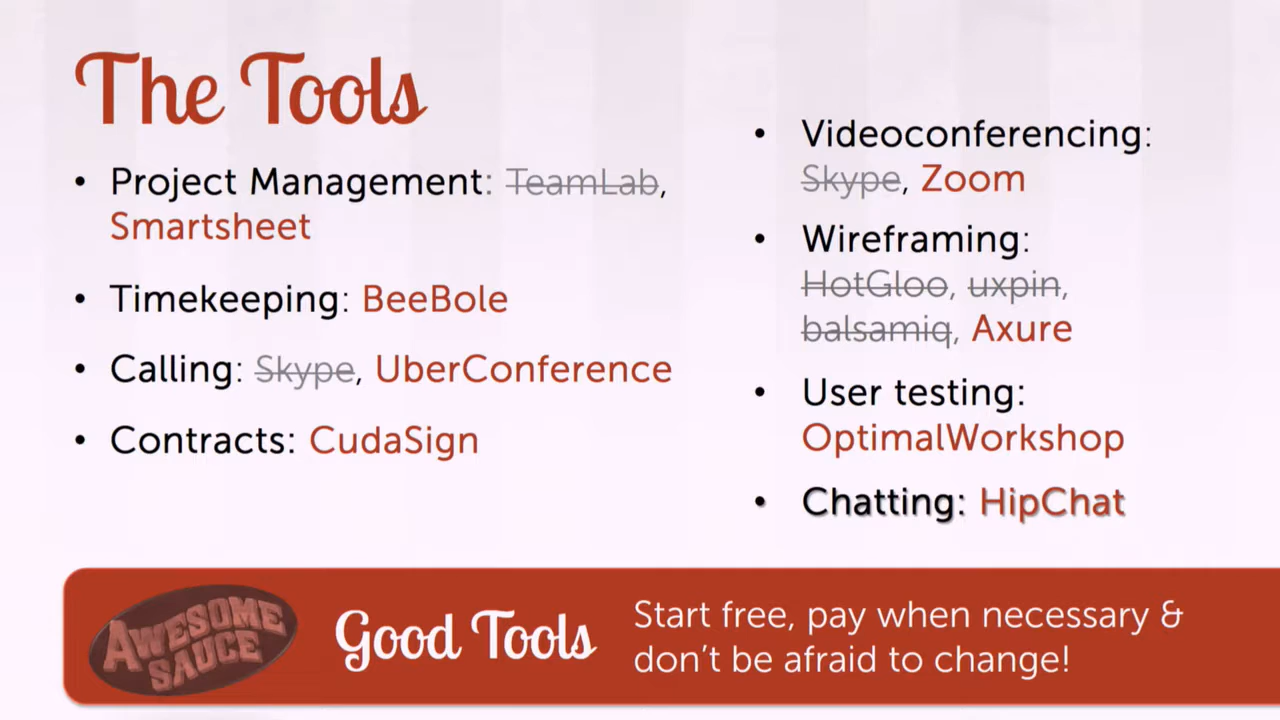 The Tools
• Project Management: TeamLab,
Smartsheet
• Timekeeping: BeeBole
• Calling: Skype, UberConference
• Contracts: CudaSign
• Videoconferencing:
Skype, Zoom
• Wireframing:
HotGloo, uxpin,
balsamiq, Axure
• User testing:
OptimalWorkshop
• Chatting: HipChat
AWESOME
SAUCE
Good Tools
Start free, pay when necessary &
don't be afraid to change!